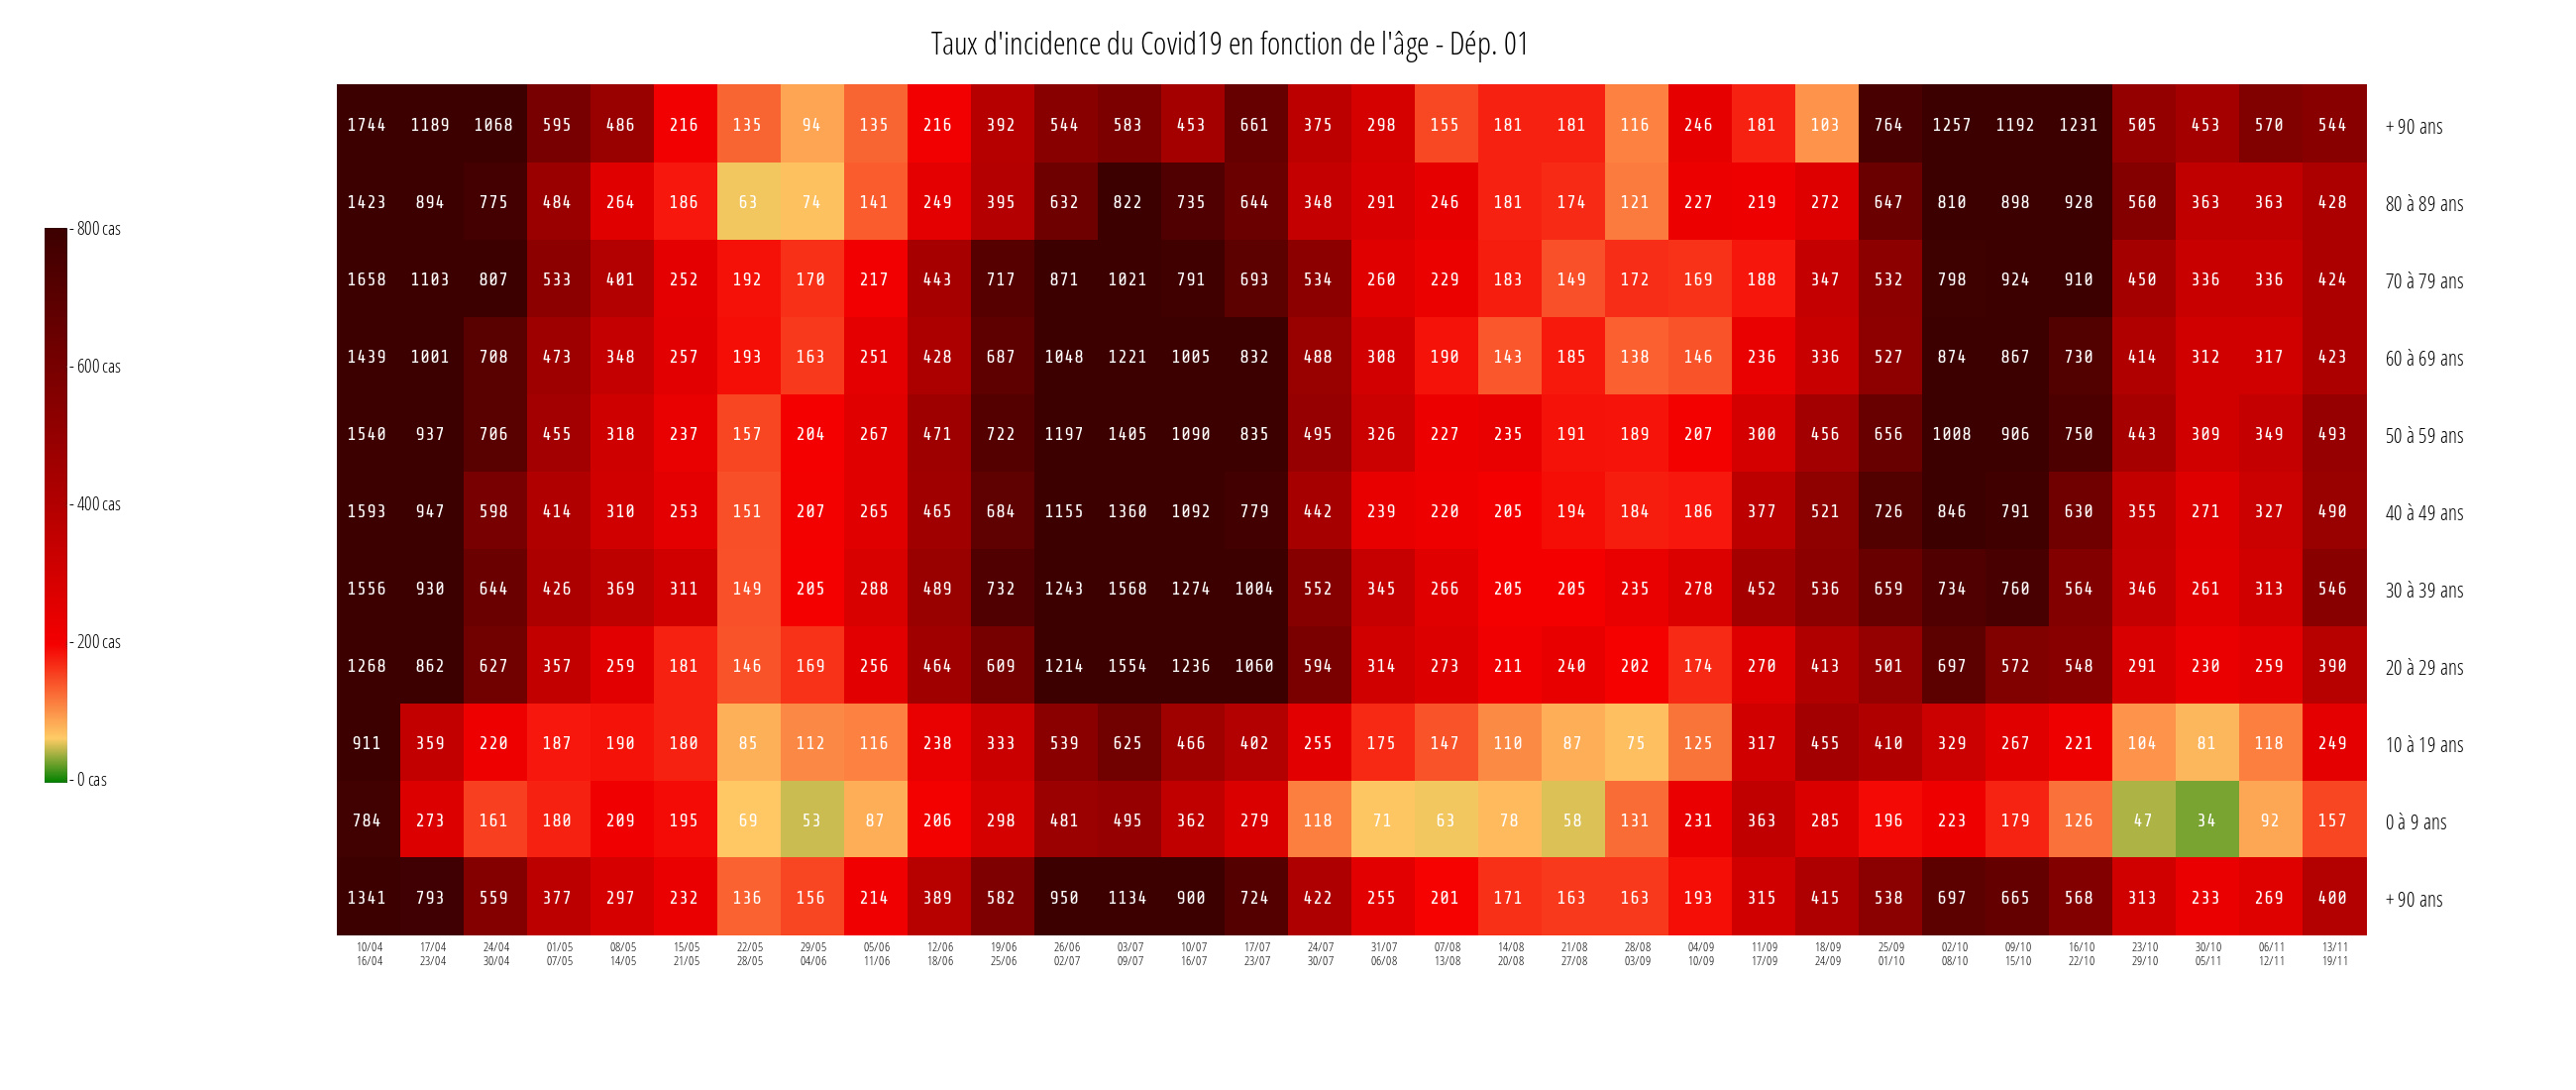 Taux d'incidence du Covid19 en fonction de l'âge - Dép. 01
1744 1189 1068 595 486 216 135 94 135 216 392 544 583 453 661 375 298 155 181 181 116 246 181 103 764 1257 1192 1231 505 453 570 544 + 90 ans
1423 894 775 484 264 186 63 74 141 249 395 632 822 735 644 348 291 246 181 174 121 227 219 272 647 810 898 928 560 363 363 428 80 à 89 ans
- 800 cas
1658 1103 807 533 401 252 192 170 217 443 717 871 1021 791 693 534 260 229 183 149 172 169 188 347 532 798 924 910 450 336 336 424 70 à 79 ans
1439 1001 708 473 348 257 193 163 251 428 687 1048 1221 1005 832 488 308 190 143 185 138 146 236 336 527 874 867 730 414 312 317 423 60 à 69 ans
- 600 cas
1540 937 706 455 318 237 157 204 267 471 722 1197 1405 1090 835 495 326 227 235 191 189 207 300 456 656 1008 906 750 443 309 349 493 50 à 59 ans
- 400 cas
1593 947 598 414 310 253 151 207 265 465 684 1155 1360 1092 779 442 239 220 205 194 184 186 377 521 726 846 791 630 355 271 327 490 40 à 49 ans
1556 930 644 426 369 311 149 205 288 489 732 1243 1568 1274 1004 552 345 266 205 205 235 278 452 536 659 734 760 564 346 261 313 546 30 à 39 ans
- 200 cas
1268 862 627 357 259 181 146 169 256 464 609 1214 1554 1236 1060 594 314 273 211 240 202 174 270 413 501 697 572 548 291 230 259 390 20 à 29 ans
911 359 220 187 190 180 85 112 116 238 333 539 625 466 402 255 175 147 110 87 75 125 317 455 410 329 267 221 104 81 118 249 10 à 19 ans
- 0 cas
784 273 161 180 209 195 69 53 87 206 298 481 495 362 279 118 71 63 78 58 131 231 363 285 196 223 179 126 47 34 92 157 0 à 9 ans
1341 793 559 377 297 232 136 156 214 389 582 950 1134 900 724 422 255 201 171 163 163 193 315 415 538 697 665 568 313 233 269 400 + 90 ans
10/04 17/04 24/04 01/05 08/05 15/05 22/05 29/05 05/06 12/06 19/06 26/06 03/07 10/07 17/07 24/07 31/07 07/08 14/08 21/08 28/08 04/09 11/09 18/09 25/09 02/10 09/10 16/10 23/10 30/10 06/11 13/11
16/04 23/04 30/04 07/05 14/05 21/05 28/05 04/06 11/06 18/06 25/06 02/07 09/07 16/07 23/07 30/07 06/08 13/08 20/08 27/08 03/09 10/09 17/09 24/09 01/10 08/10 15/10 22/10 29/10 05/11 12/11 19/11